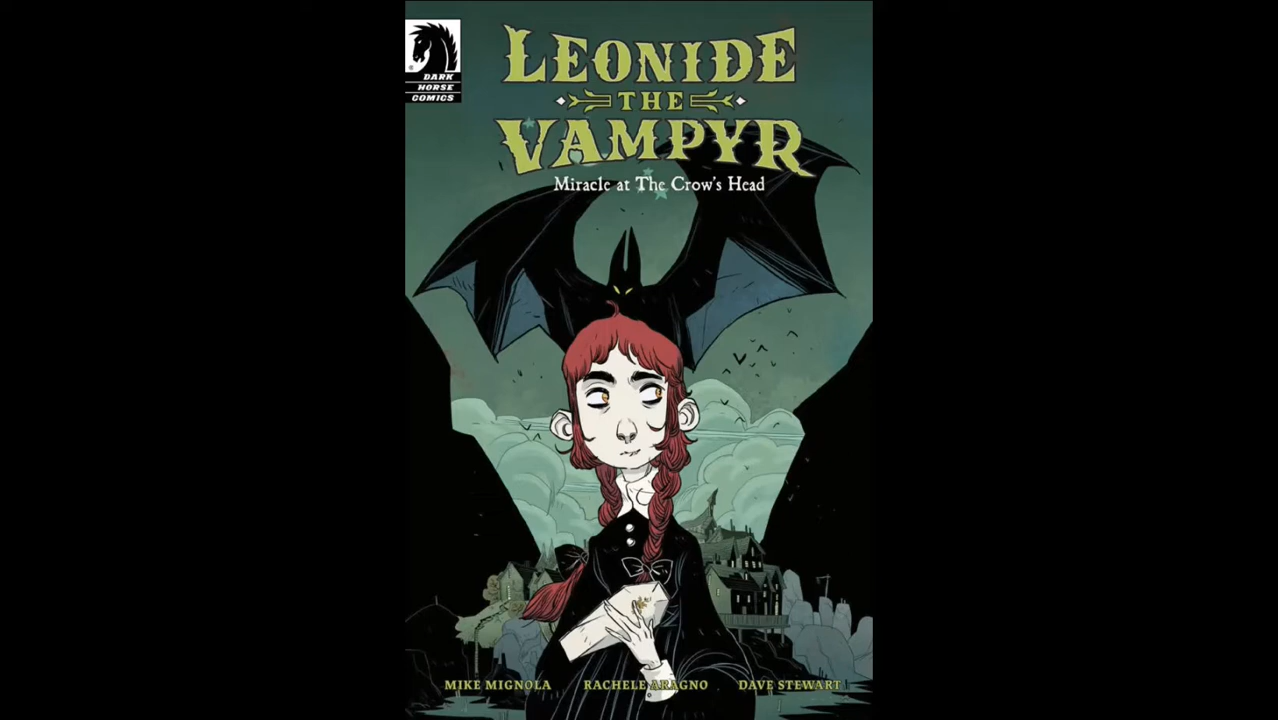 DARK
HORSE
COMICS
LEONIDE
THE
VAMPYR
Miracle at The Crow's Head
MIKE MIGNOLA RACHELE ARAGNO DAVE STEWART